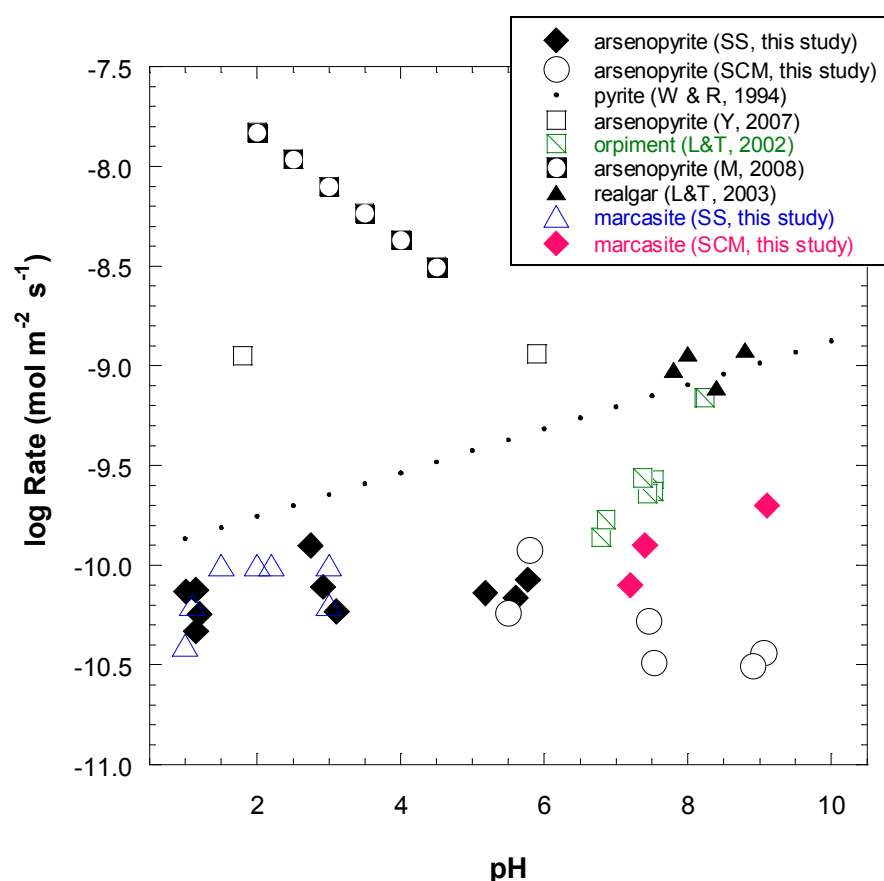 arsenopyrite (SS, this study)
arsenopyrite (SCM, this study)
pyrite (W & R, 1994)
arsenopyrite (Y, 2007)
orpiment (L&T, 2002)
arsenopyrite (M, 2008)
realgar (L&T, 2003)
marcasite (SS, this study)
marcasite (SCM, this study)
log Rate (mol m⁻² s⁻¹)
-7.5
-8.0
-8.5
-9.0
-9.5
-10.0
-10.5
-11.0
2 4 6 8 10
pH